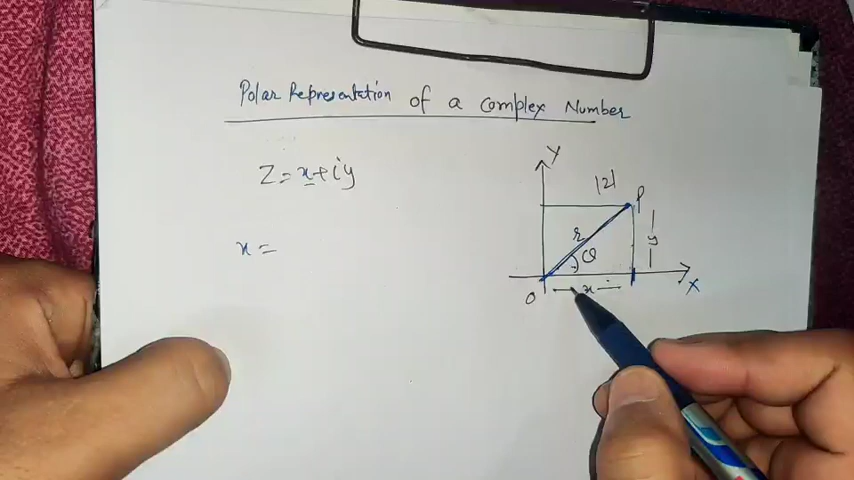 Polar Representation of a Complex Number
Z = x + iy
x =
Y
|z|
P
r
θ
y
O
x
X